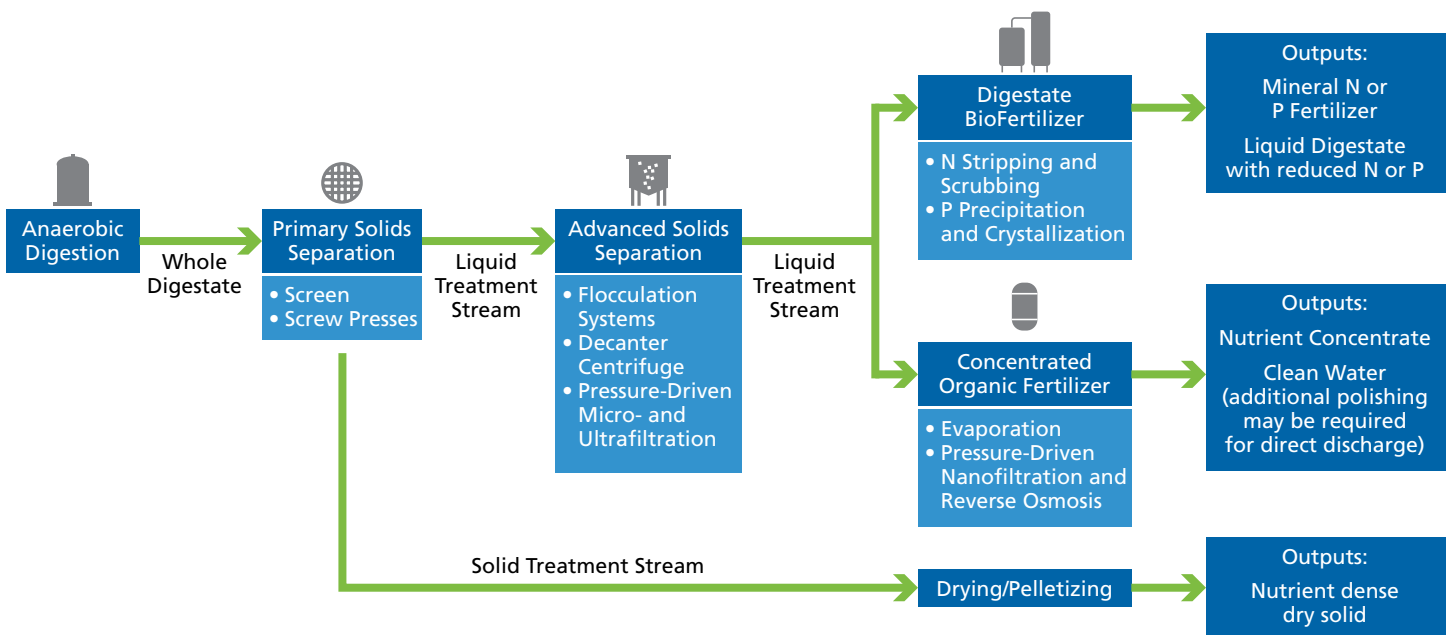 Anaerobic
Digestion
Whole
Digestate
Primary Solids
Separation
• Screen
• Screw Presses
Liquid
Treatment
Stream
Advanced Solids
Separation
• Flocculation
Systems
• Decanter
Centrifuge
• Pressure-Driven
Micro- and
Ultrafiltration
Liquid
Treatment
Stream
Digestate
BioFertilizer
• N Stripping and
Scrubbing
• P Precipitation
and Crystallization
Outputs:
Mineral N or
P Fertilizer
Liquid Digestate
with reduced N or P
Concentrated
Organic Fertilizer
• Evaporation
• Pressure-Driven
Nanofiltration and
Reverse Osmosis
Outputs:
Nutrient Concentrate
Clean Water
(additional polishing
may be required
for direct discharge)
Solid Treatment Stream
Drying/Pelletizing
Outputs:
Nutrient dense
dry solid